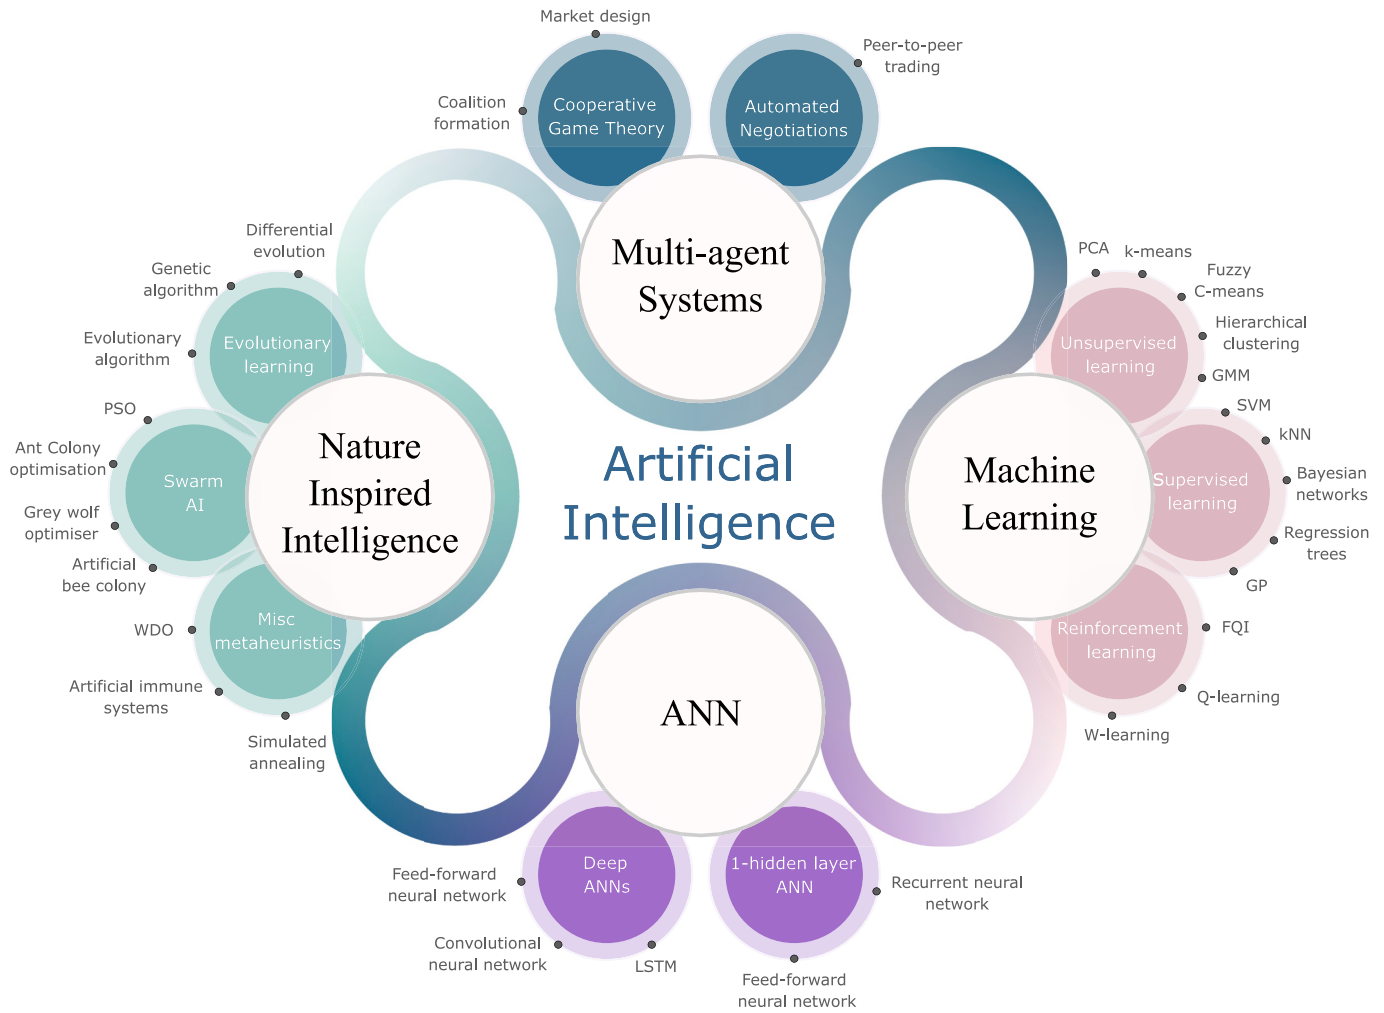 Market design
Peer-to-peer
trading
Coalition
formation
Cooperative
Game Theory
Automated
Negotiations
Multi-agent
Systems
Differential
evolution
Genetic
algorithm
Evolutionary
algorithm
Evolutionary
learning
PSO
Ant Colony
optimisation
Grey wolf
optimiser
Artificial
bee colony
Swarm
AI
WDO
Artificial immune
systems
Simulated
annealing
Misc
metaheuristics
Nature
Inspired
Intelligence
Artificial
Intelligence
PCA
k-means
Fuzzy
C-means
Hierarchical
clustering
GMM
Unsupervised
learning
SVM
kNN
Bayesian
networks
Regression
trees
GP
Supervised
learning
FQI
Q-learning
W-learning
Reinforcement
learning
Machine
Learning
ANN
Deep
ANNs
1-hidden layer
ANN
Feed-forward
neural network
Convolutional
neural network
LSTM
Recurrent neural
network
Feed-forward
neural network